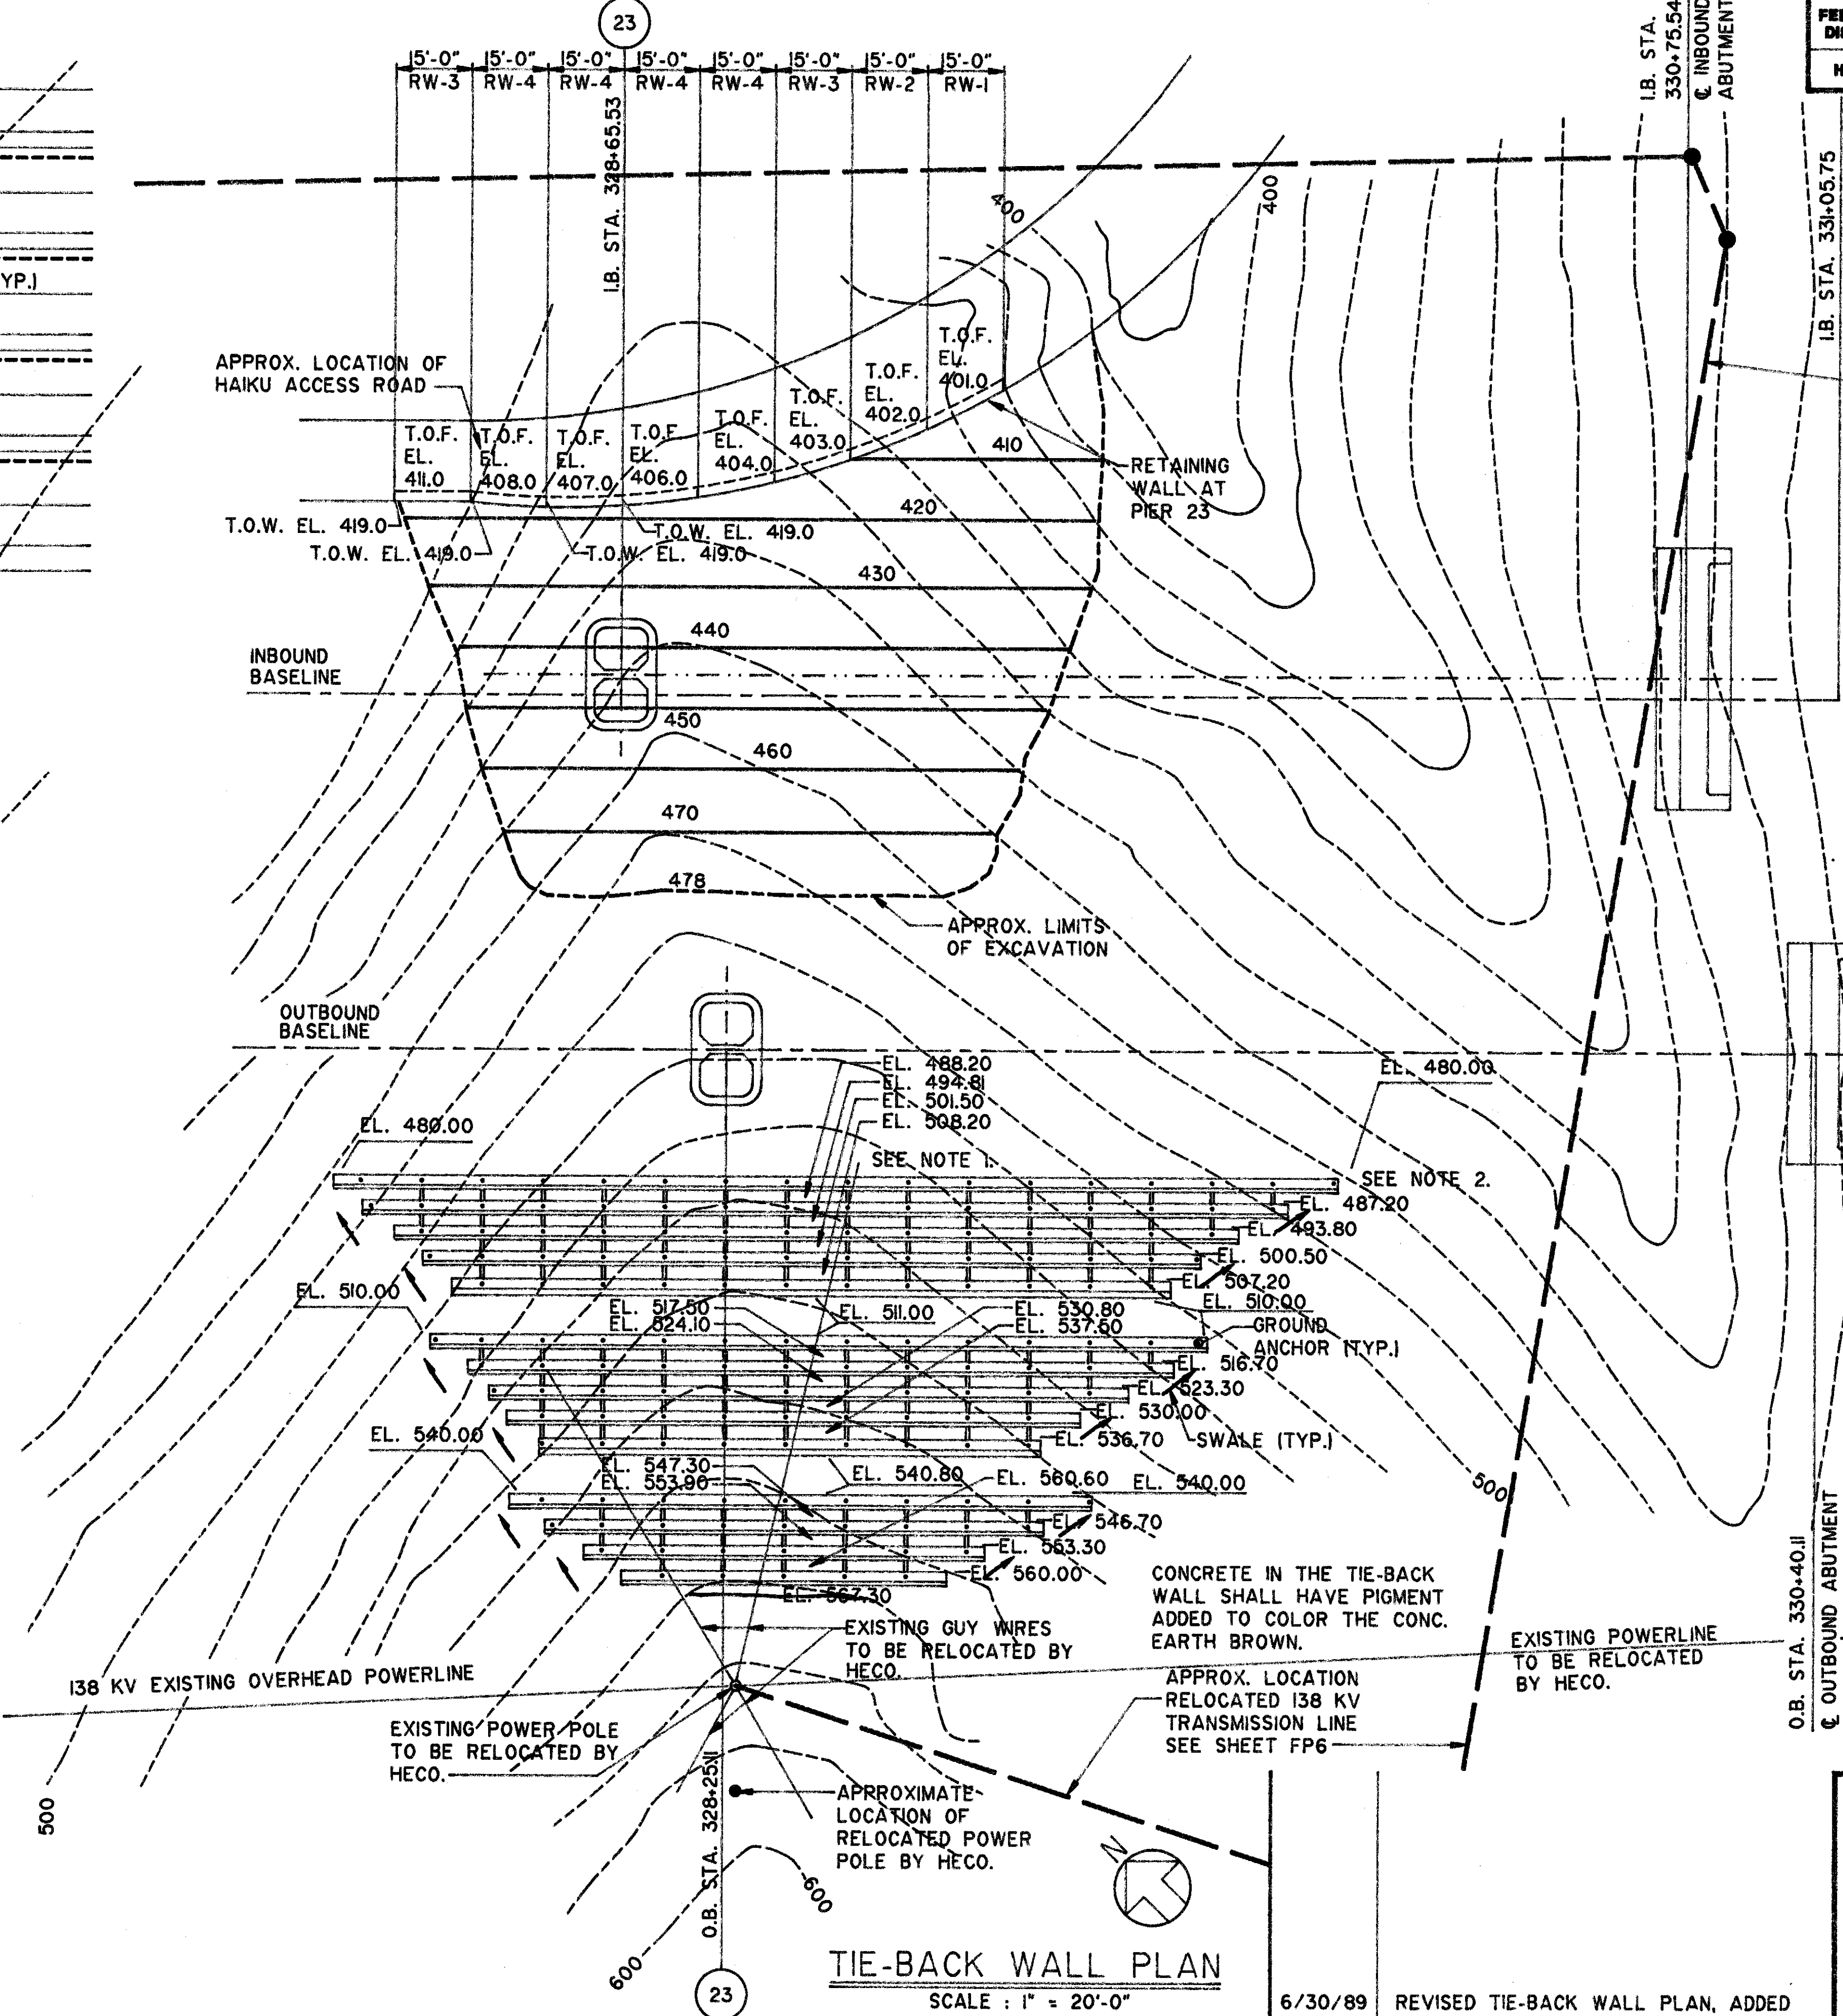 23
15'-0" 15'-0" 15'-0" 15'-0" 15'-0" 15'-0" 15'-0" 15'-0"
RW-3 RW-4 RW-4 RW-4 RW-4 RW-3 RW-2 RW-1
I.B. STA. 328+65.53
I.B. STA.
330+75.54
℄ INBOUND
ABUTMENT
I.B. STA. 331+05.75
YP.)
400
400
APPROX. LOCATION OF
HAIKU ACCESS ROAD
T.O.F.
EL.
411.0
T.O.F.
EL.
408.0
T.O.F.
EL.
407.0
T.O.F.
EL.
406.0
T.O.F.
EL.
404.0
T.O.F.
EL.
403.0
T.O.F.
EL.
402.0
T.O.F.
EL.
401.0
T.O.W. EL. 419.0
T.O.W. EL. 419.0
T.O.W. EL. 419.0
T.O.W. EL. 419.0
RETAINING
WALL AT
PIER 23
410
420
430
440
450
460
470
478
INBOUND
BASELINE
APPROX. LIMITS
OF EXCAVATION
OUTBOUND
BASELINE
EL. 488.20
EL. 494.81
EL. 501.50
EL. 508.20
SEE NOTE 1.
EL. 480.00
EL. 480.00
SEE NOTE 2.
EL. 487.20
EL. 493.80
EL. 500.50
EL. 507.20
EL. 510.00
EL. 510.00
EL. 517.50
EL. 524.10
EL. 511.00
EL. 530.80
EL. 537.50
GROUND
ANCHOR (TYP.)
EL. 516.70
EL. 523.30
EL. 530.00
EL. 536.70
SWALE (TYP.)
EL. 540.00
EL. 547.30
EL. 553.90
EL. 540.80
EL. 560.60
EL. 540.00
EL. 546.70
EL. 553.30
EL. 560.00
EL. 567.30
500
CONCRETE IN THE TIE-BACK
WALL SHALL HAVE PIGMENT
ADDED TO COLOR THE CONC.
EARTH BROWN.
EXISTING GUY WIRES
TO BE RELOCATED BY
HECO.
EXISTING POWERLINE
TO BE RELOCATED
BY HECO.
138 KV EXISTING OVERHEAD POWERLINE
APPROX. LOCATION
RELOCATED 138 KV
TRANSMISSION LINE
SEE SHEET FP6
EXISTING POWER POLE
TO BE RELOCATED BY
HECO.
APPROXIMATE
LOCATION OF
RELOCATED POWER
POLE BY HECO.
O.B. STA. 330+40.11
℄ OUTBOUND ABUTMENT
500
O.B. STA. 328+25.11
600
600
N
23
TIE-BACK WALL PLAN
SCALE : 1" = 20'-0"
6/30/89 REVISED TIE-BACK WALL PLAN, ADDED